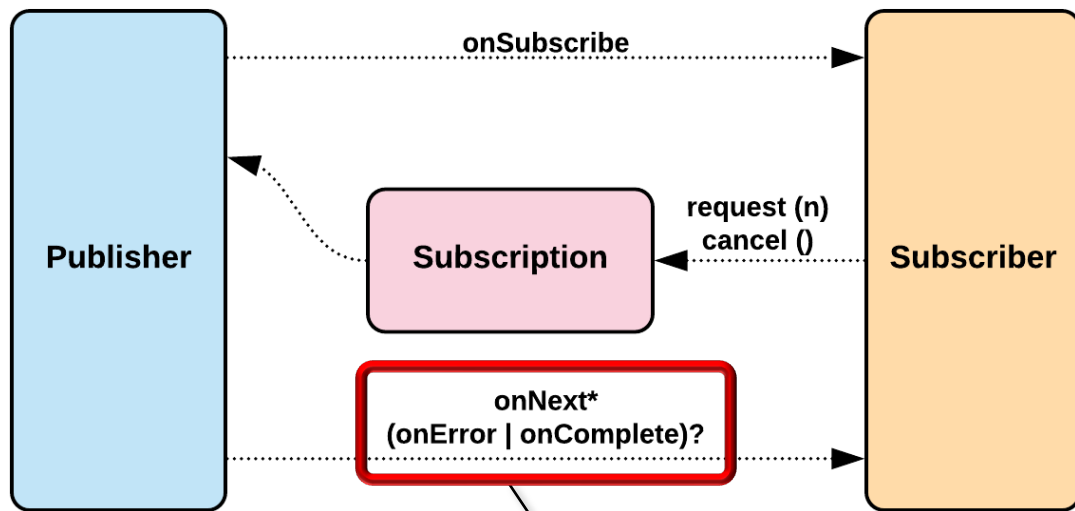 onSubscribe
Publisher
Subscription
request (n)
cancel ()
Subscriber
onNext*
(onError | onComplete)?